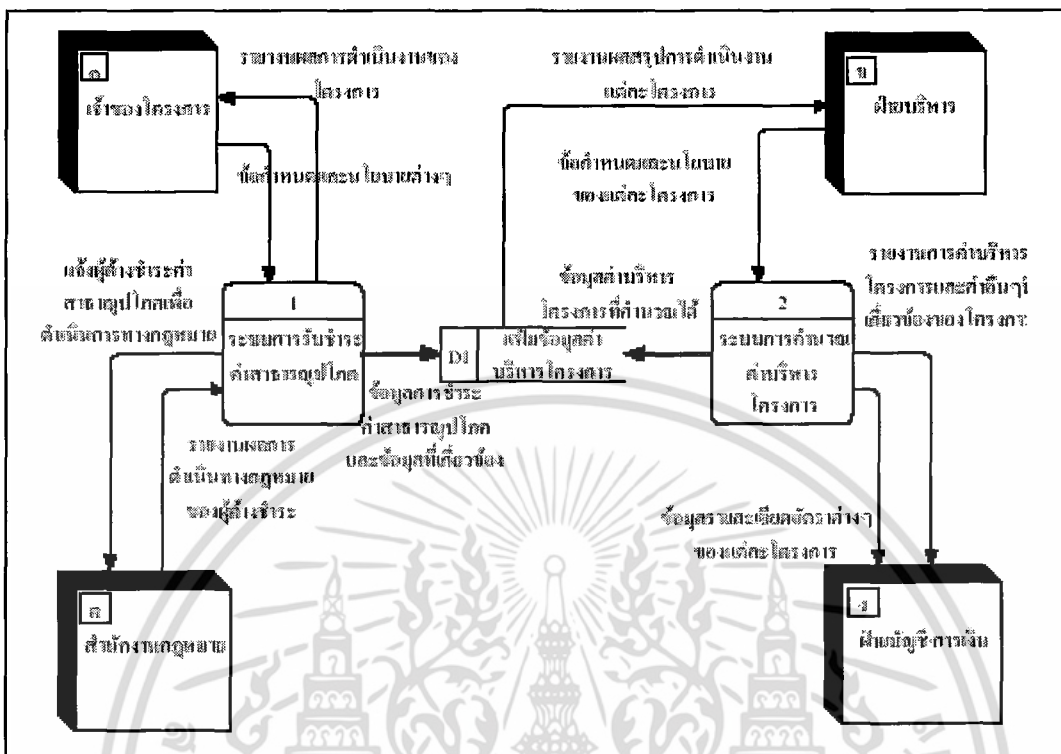 ก
เจ้าของโครงการ
รายงานผลการดำเนินงานของ
โครงการ
ข้อกำหนดและนโยบายต่างๆ
รายงานผลสรุปการดำเนินงาน
แต่ละโครงการ
ข
ฝ่ายบริหาร
ข้อกำหนดและนโยบาย
ของแต่ละโครงการ
แจ้งผู้ค้างชำระค่า
สาธาญูปโภคเพื่อ
ดำเนินการทางกฎหมาย
1
ระบบการรับชำระ
ค่าสาธารณูปโภค
ข้อมูลค่าบริหาร
โครงการที่คำนวณได้
D1
แฟ้มข้อมูลค่า
บริหารโครงการ
2
ระบบการคำนวณ
ค่าบริหาร
โครงการ
รายงานการค่าบริหาร
โครงการและค่าอื่นๆที่
เกี่ยวข้องของโครงการ
ข้อมูลการชำระ
ค่าสาธารณูปโภค
และข้อมูลที่เกี่ยวข้อง
รายงานผลการ
ดำเนินทางกฎหมาย
ของผู้ค้างชำระ
ข้อมูลรายละเอียดอัตราต่างๆ
ของแต่ละโครงการ
ค
สำนักงานกฎหมาย
ง
ฝ่ายบัญชี-การเงิน